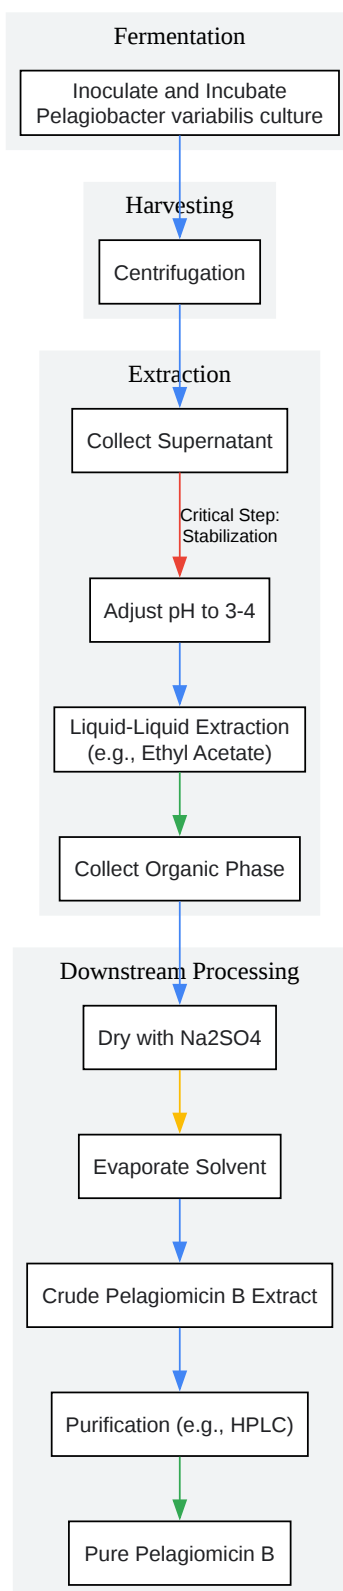 Fermentation
Inoculate and Incubate
Pelagiobacter variabilis culture
Harvesting
Centrifugation
Extraction
Collect Supernatant
Critical Step:
Stabilization
Adjust pH to 3-4
Liquid-Liquid Extraction
(e.g., Ethyl Acetate)
Collect Organic Phase
Downstream Processing
Dry with Na2SO4
Evaporate Solvent
Crude Pelagiomicin B Extract
Purification (e.g., HPLC)
Pure Pelagiomicin B